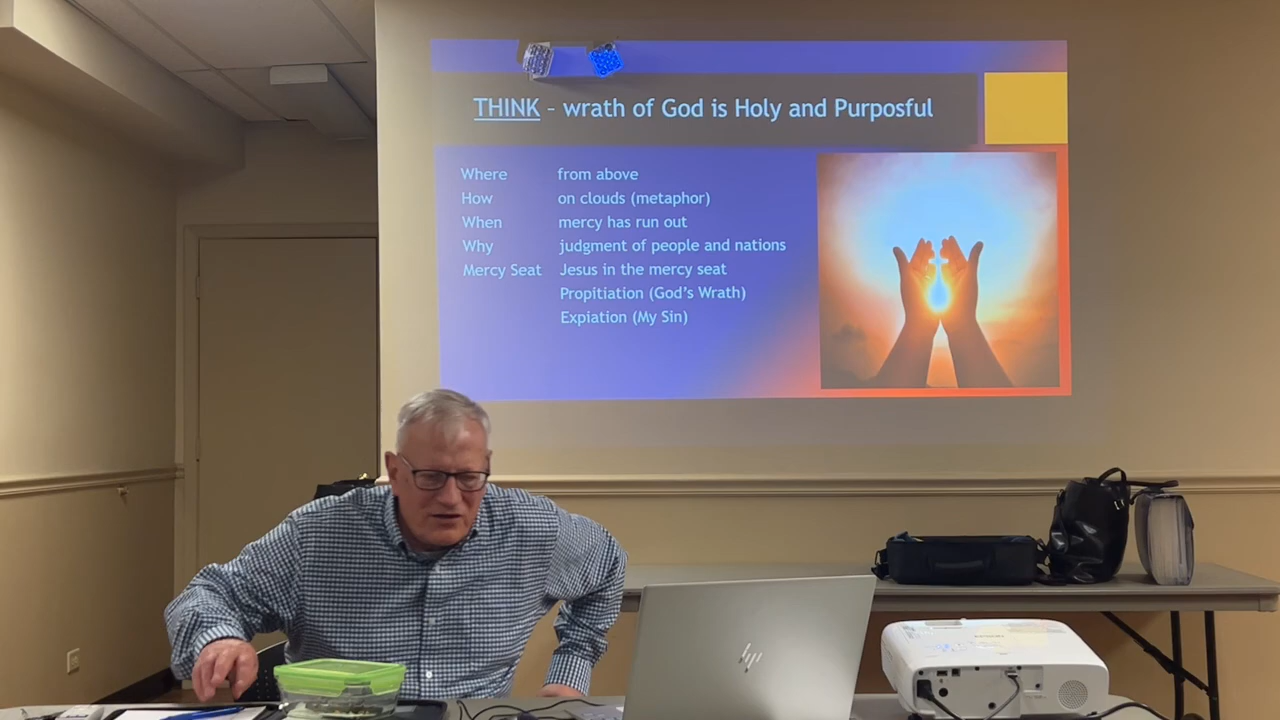 THINK – wrath of God is Holy and Purposful
Where from above
How on clouds (metaphor)
When mercy has run out
Why judgment of people and nations
Mercy Seat Jesus in the mercy seat
Propitiation (God's Wrath)
Expiation (My Sin)
hp